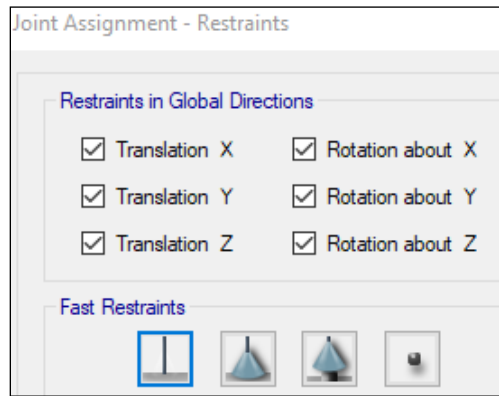 Joint Assignment - Restraints
Restraints in Global Directions
Translation X Rotation about X
Translation Y Rotation about Y
Translation Z Rotation about Z
Fast Restraints